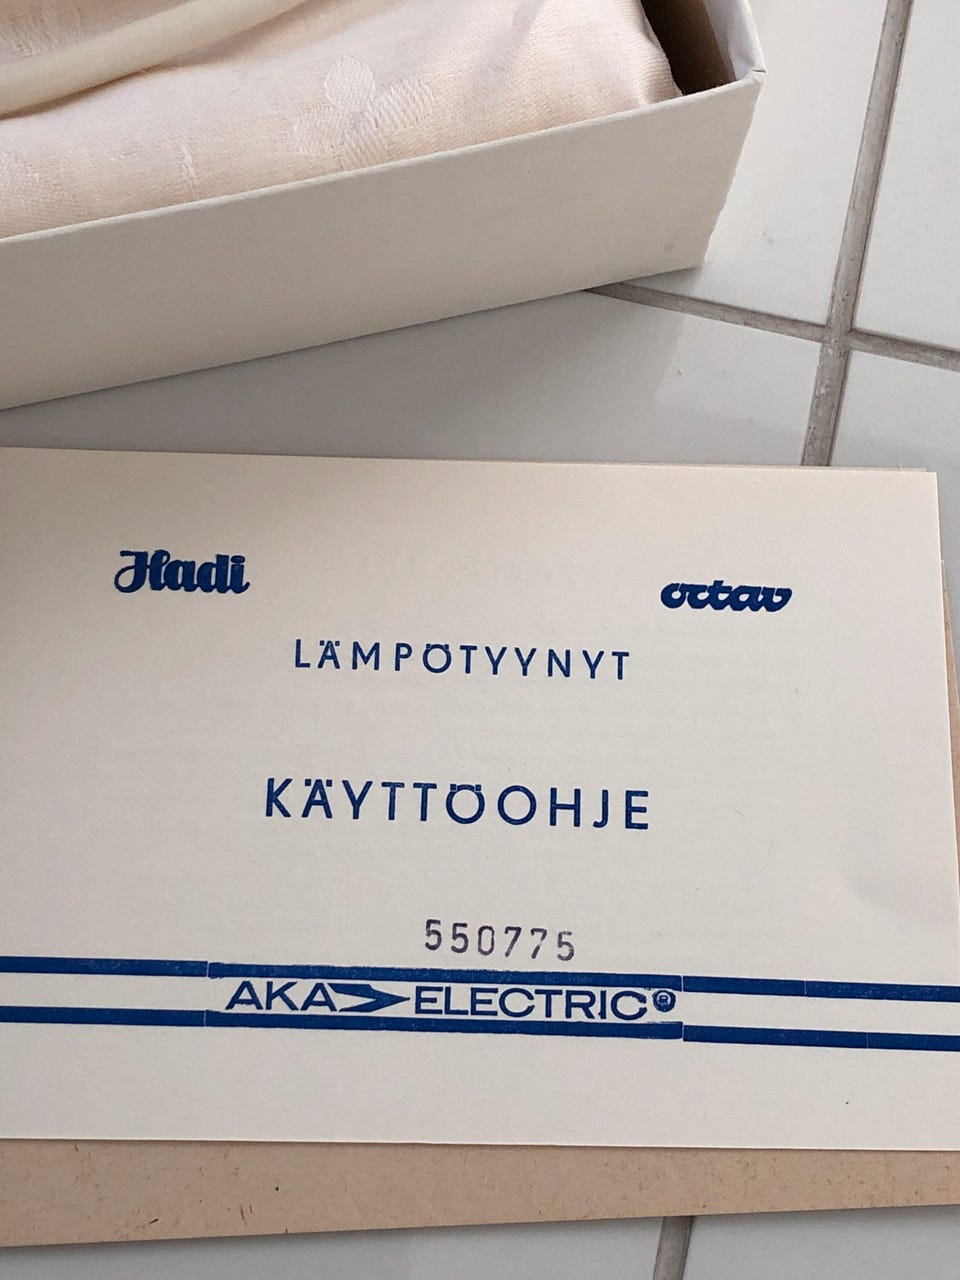 Hadi octav
LÄMPÖTYYNYT
KÄYTTÖOHJE
550775
AKA ELECTRIC®